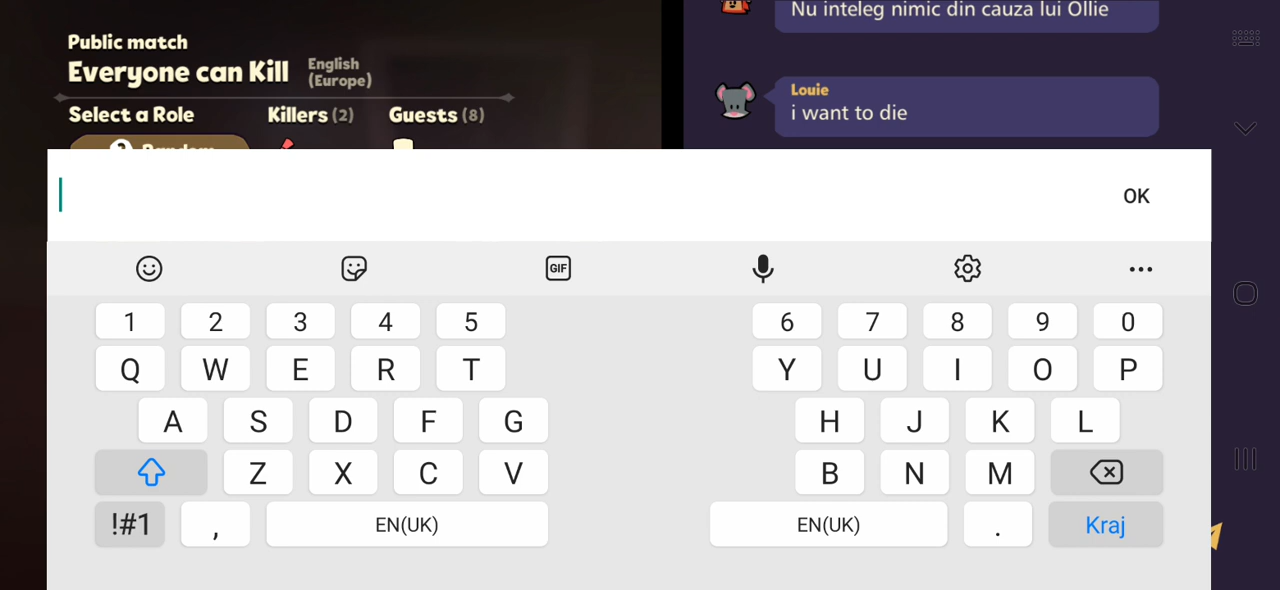 Public match
Everyone can Kill
English
(Europe)
Select a Role
Killers (2)
Guests (8)
Random
Nu inteleg nimic din cauza lui Ollie
Louie
i want to die
OK
GIF
1 2 3 4 5 6 7 8 9 0
Q W E R T Y U I O P
A S D F G H J K L
Z X C V B N M
!#1 , EN(UK) EN(UK) . Kraj